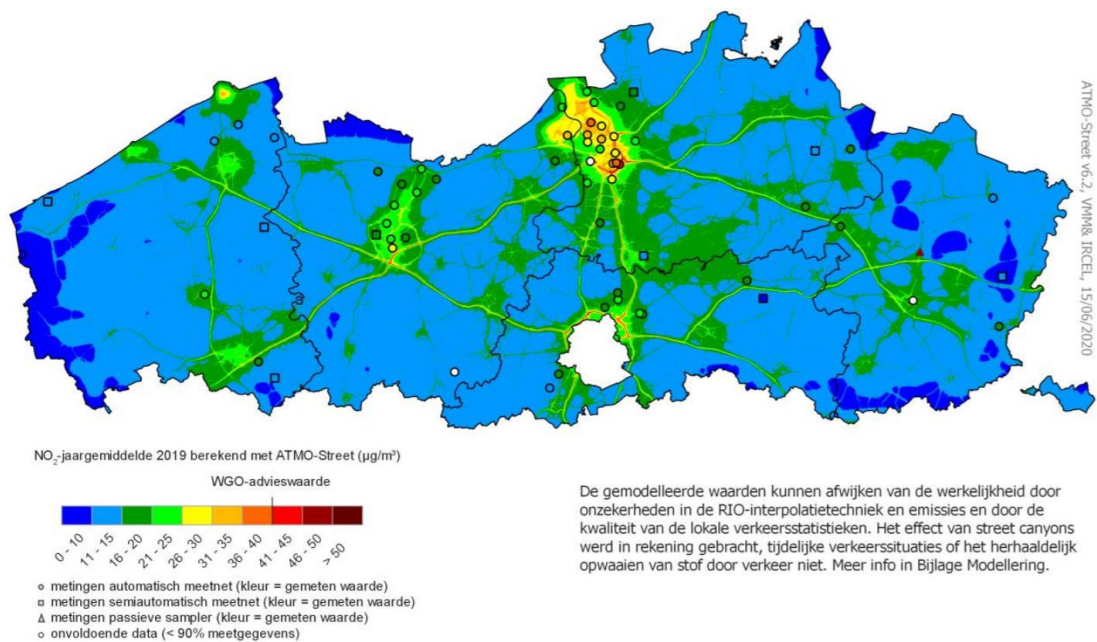 ATMO-Street v6.2, VMM& IRCEL, 15/06/2020
NO₂-jaargemiddelde 2019 berekend met ATMO-Street (µg/m³)
WGO-advieswaarde
0 - 10
11 - 15
16 - 20
21 - 25
26 - 30
31 - 35
36 - 40
41 - 45
46 - 50
> 50
metingen automatisch meetnet (kleur = gemeten waarde)
metingen semiautomatisch meetnet (kleur = gemeten waarde)
metingen passieve sampler (kleur = gemeten waarde)
onvoldoende data (< 90% meetgegevens)
De gemodelleerde waarden kunnen afwijken van de werkelijkheid door
onzekerheden in de RIO-interpolatietechniek en emissies en door de
kwaliteit van de lokale verkeersstatistieken. Het effect van street canyons
werd in rekening gebracht, tijdelijke verkeerssituaties of het herhaaldelijk
opwaaien van stof door verkeer niet. Meer info in Bijlage Modellering.